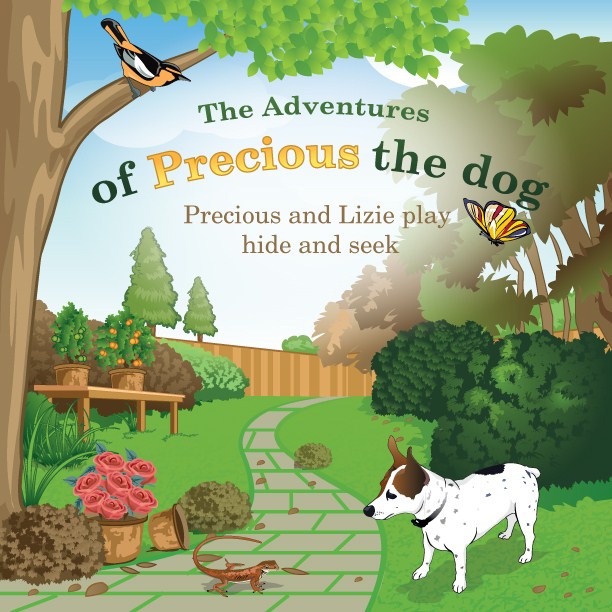 The Adventures
of Precious the dog
Precious and Lizie play
hide and seek